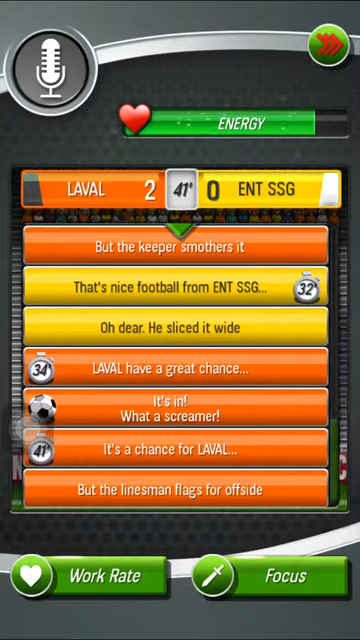 ENERGY
LAVAL 2 41' 0 ENT SSG
But the keeper smothers it
That's nice football from ENT SSG... 32'
Oh dear. He sliced it wide
34' LAVAL have a great chance...
It's in!
What a screamer!
41' It's a chance for LAVAL...
But the linesman flags for offside
Work Rate
Focus